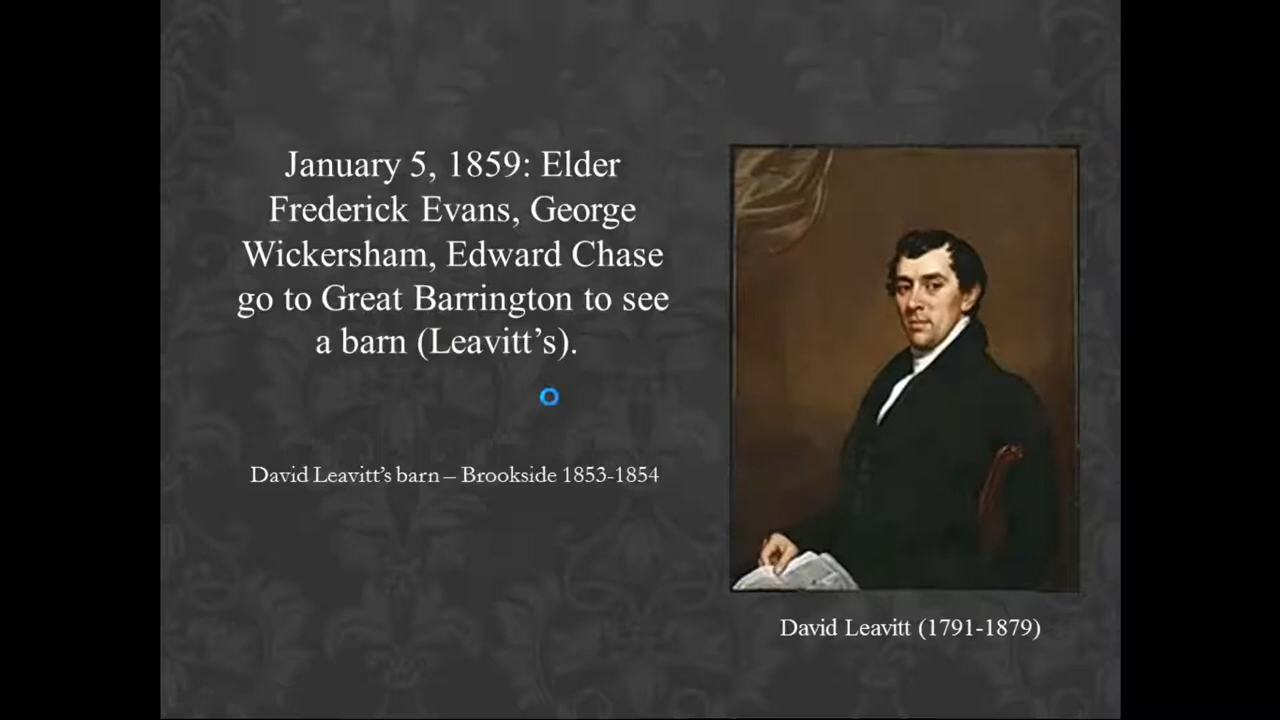 January 5, 1859: Elder
Frederick Evans, George
Wickersham, Edward Chase
go to Great Barrington to see
a barn (Leavitt’s).
David Leavitt’s barn – Brookside 1853-1854
David Leavitt (1791-1879)